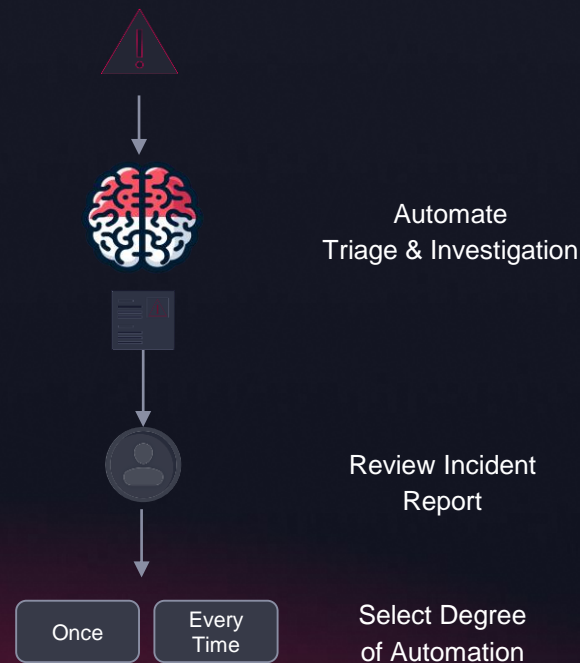 Automate
Triage & Investigation
Review Incident
Report
Once
Every
Time
Select Degree
of Automation